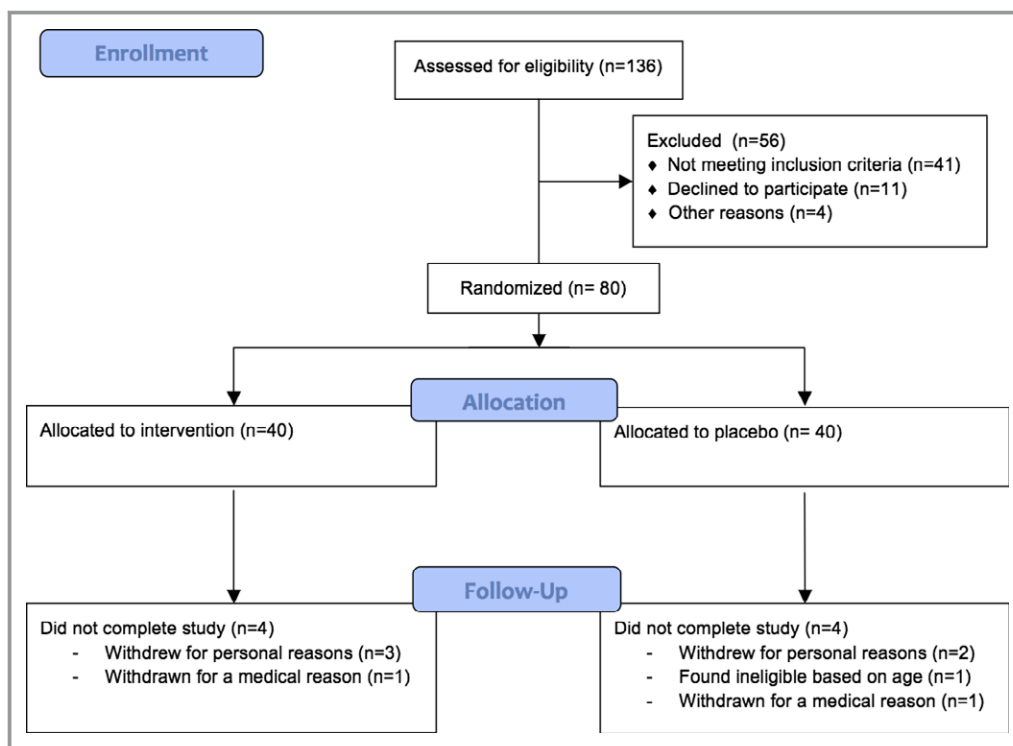 Enrollment
Assessed for eligibility (n=136)
Excluded (n=56)
♦ Not meeting inclusion criteria (n=41)
♦ Declined to participate (n=11)
♦ Other reasons (n=4)
Randomized (n= 80)
Allocation
Allocated to intervention (n=40)
Allocated to placebo (n= 40)
Follow-Up
Did not complete study (n=4)
- Withdrew for personal reasons (n=3)
- Withdrawn for a medical reason (n=1)
Did not complete study (n=4)
- Withdrew for personal reasons (n=2)
- Found ineligible based on age (n=1)
- Withdrawn for a medical reason (n=1)